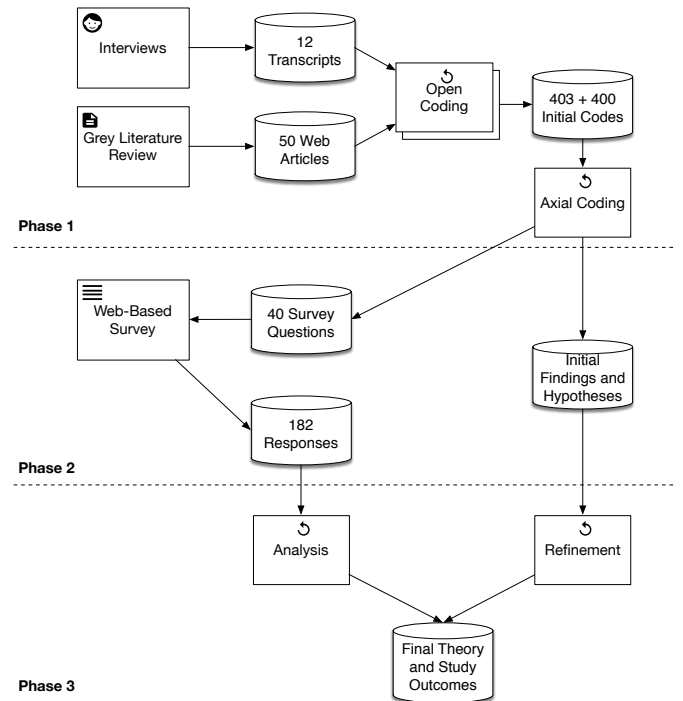 Interviews
12
Transcripts
Open
Coding
403 + 400
Initial Codes
Grey Literature
Review
50 Web
Articles
Axial Coding
Phase 1
Web-Based
Survey
40 Survey
Questions
Initial
Findings and
Hypotheses
182
Responses
Phase 2
Analysis
Refinement
Final Theory
and Study
Outcomes
Phase 3